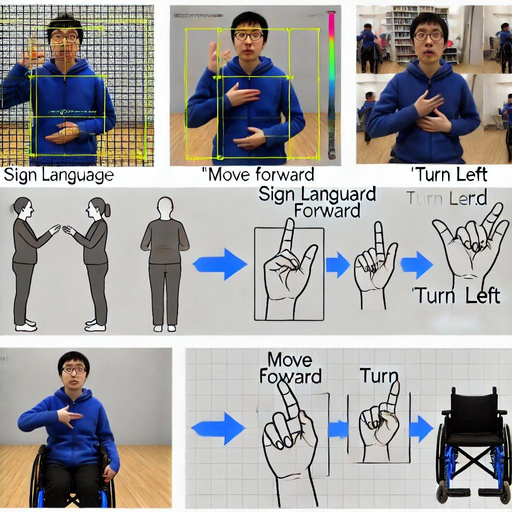 Sign Language
"Move forward
'Turn Left
Sign Languard
Forward
Turn Lerd
'Turn Left
Move
Foward
Turn